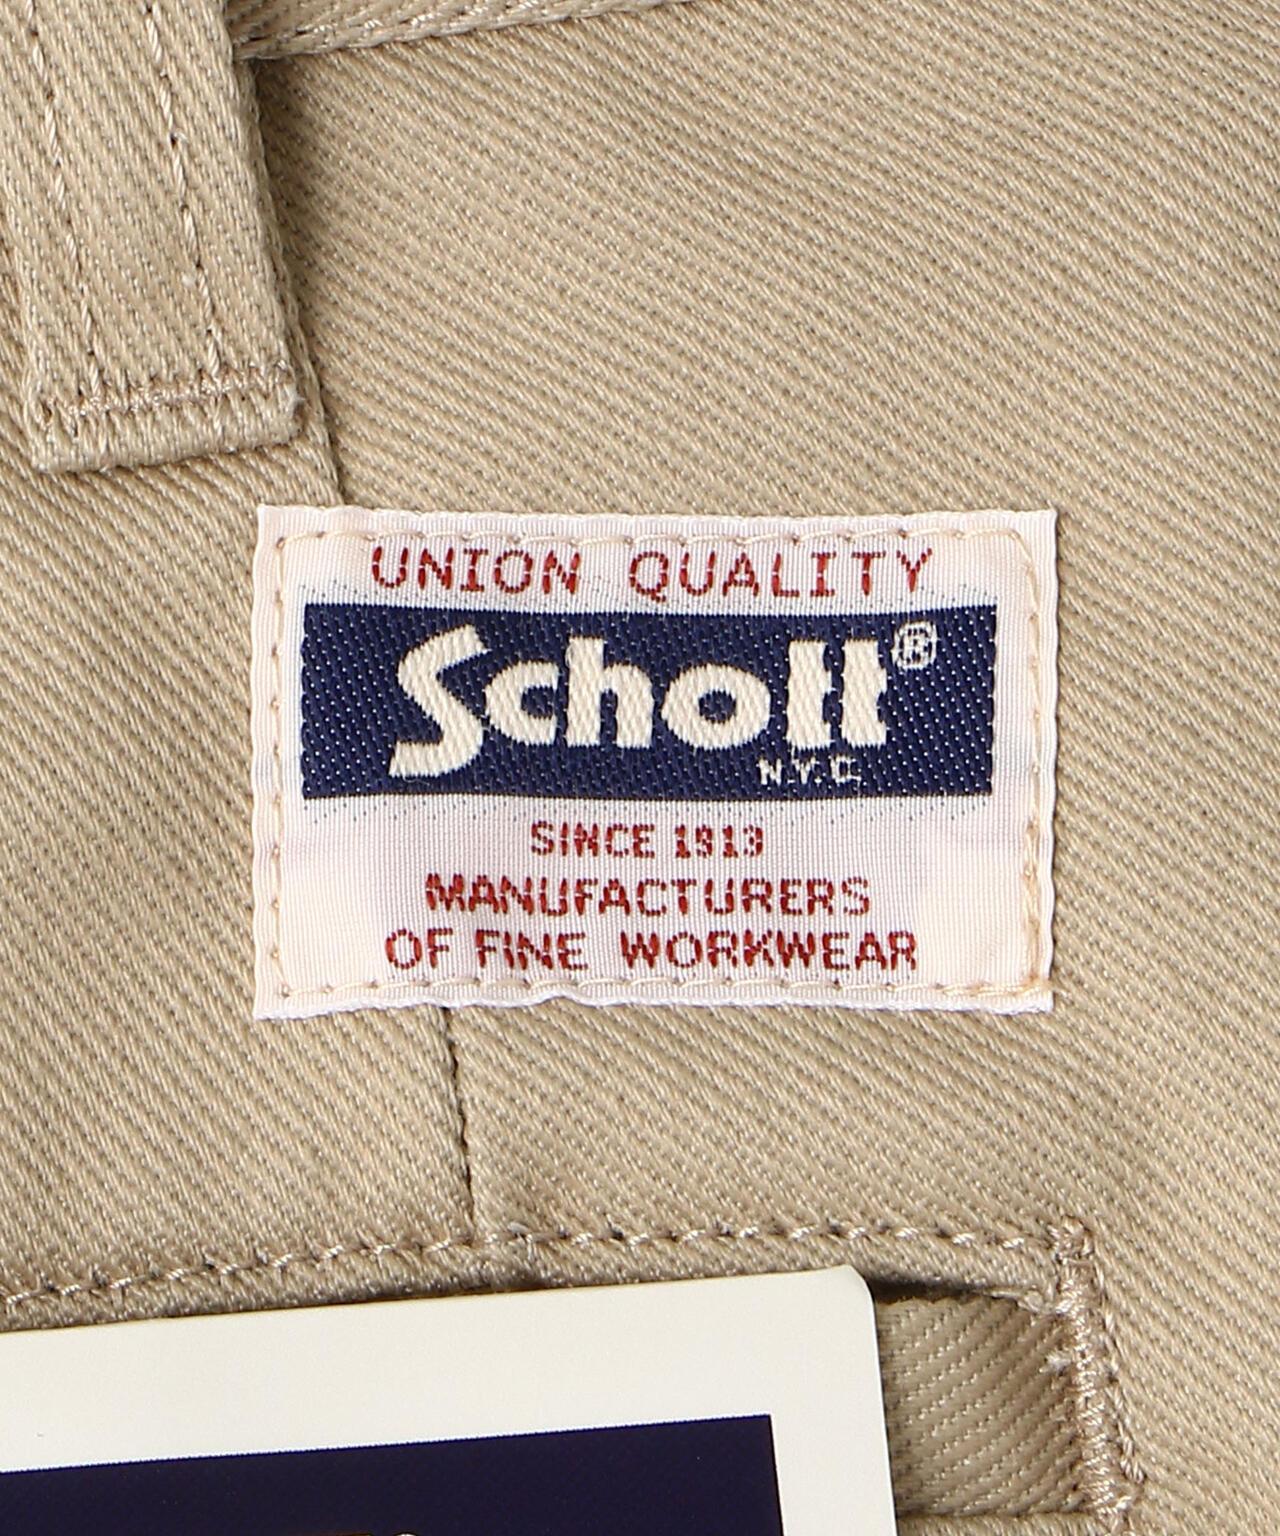 UNION QUALITY
Schott®
N.Y.C.
SINCE 1913
MANUFACTURERS
OF FINE WORKWEAR